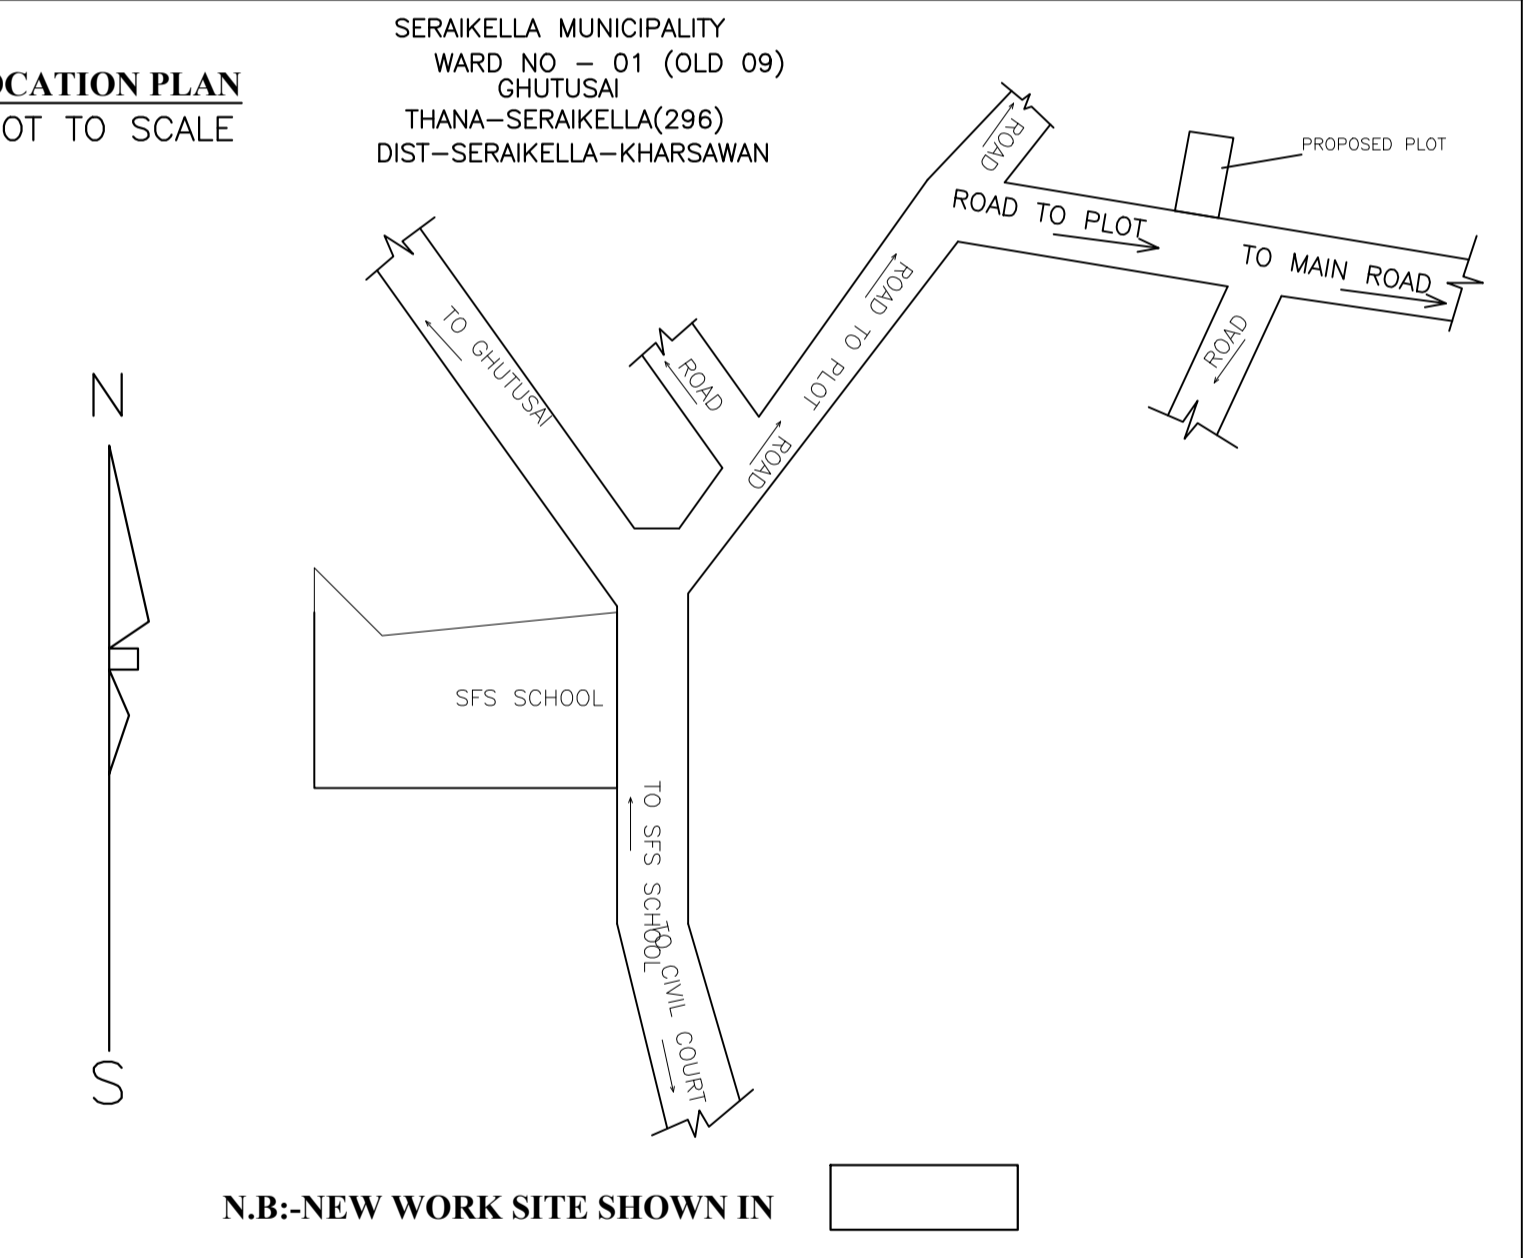 OCATION PLAN
OT TO SCALE
SERAIKELLA MUNICIPALITY
WARD NO - 01 (OLD 09)
GHUTUSAI
THANA-SERAIKELLA(296)
DIST-SERAIKELLA-KHARSAWAN
ROAD
PROPOSED PLOT
ROAD TO PLOT
TO MAIN ROAD
TO GHUTUSAI
ROAD
ROAD TO PLOT
ROAD
ROAD
N
SFS SCHOOL
TO SFS SCHOOL
TO CIVIL COURT
S
N.B:-NEW WORK SITE SHOWN IN